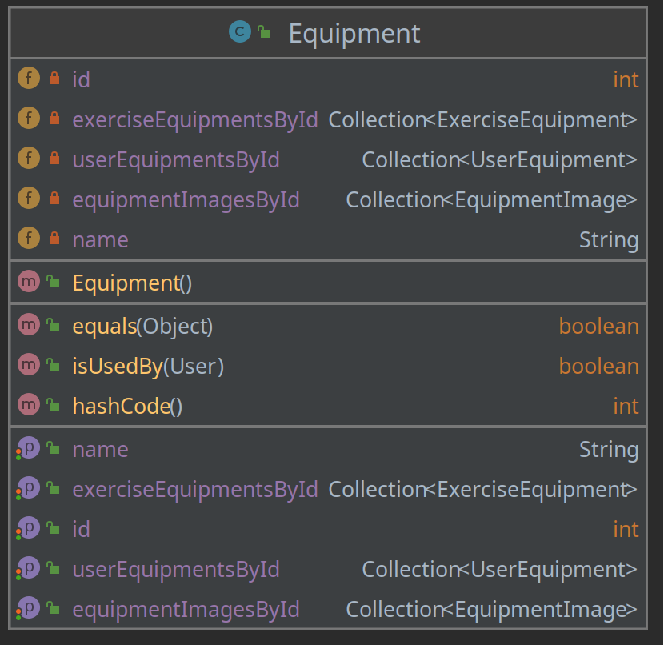 C Equipment
f id int
f exerciseEquipmentsById Collection<ExerciseEquipment>
f userEquipmentsById Collection<UserEquipment>
f equipmentImagesById Collection<EquipmentImage>
f name String
m Equipment()
m equals(Object) boolean
m isUsedBy(User) boolean
m hashCode() int
p name String
p exerciseEquipmentsById Collection<ExerciseEquipment>
p id int
p userEquipmentsById Collection<UserEquipment>
p equipmentImagesById Collection<EquipmentImage>